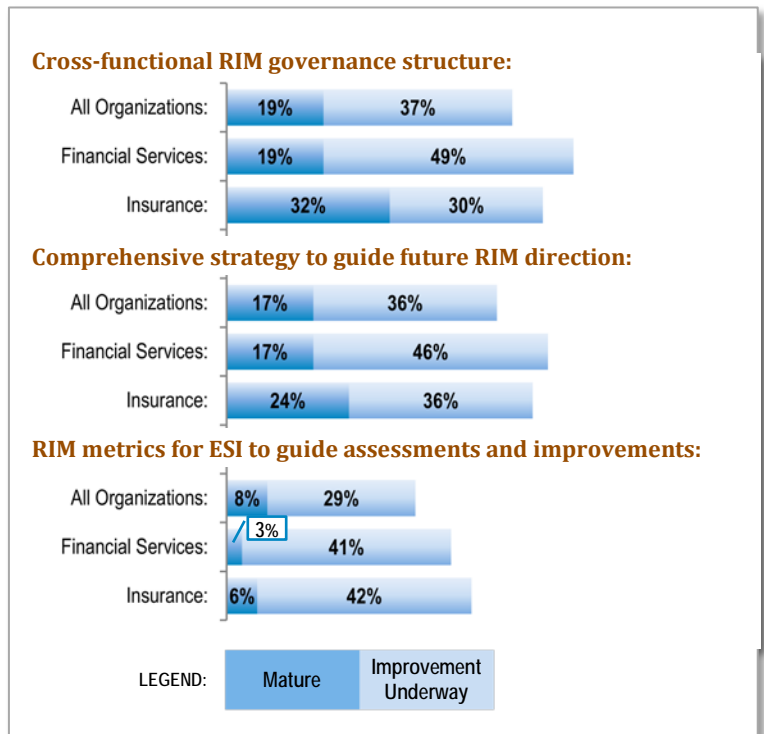 Cross-functional RIM governance structure:
All Organizations: 19% 37%
Financial Services: 19% 49%
Insurance: 32% 30%
Comprehensive strategy to guide future RIM direction:
All Organizations: 17% 36%
Financial Services: 17% 46%
Insurance: 24% 36%
RIM metrics for ESI to guide assessments and improvements:
All Organizations: 8% 29%
3%
Financial Services: 41%
Insurance: 6% 42%
LEGEND: Mature Improvement
Underway